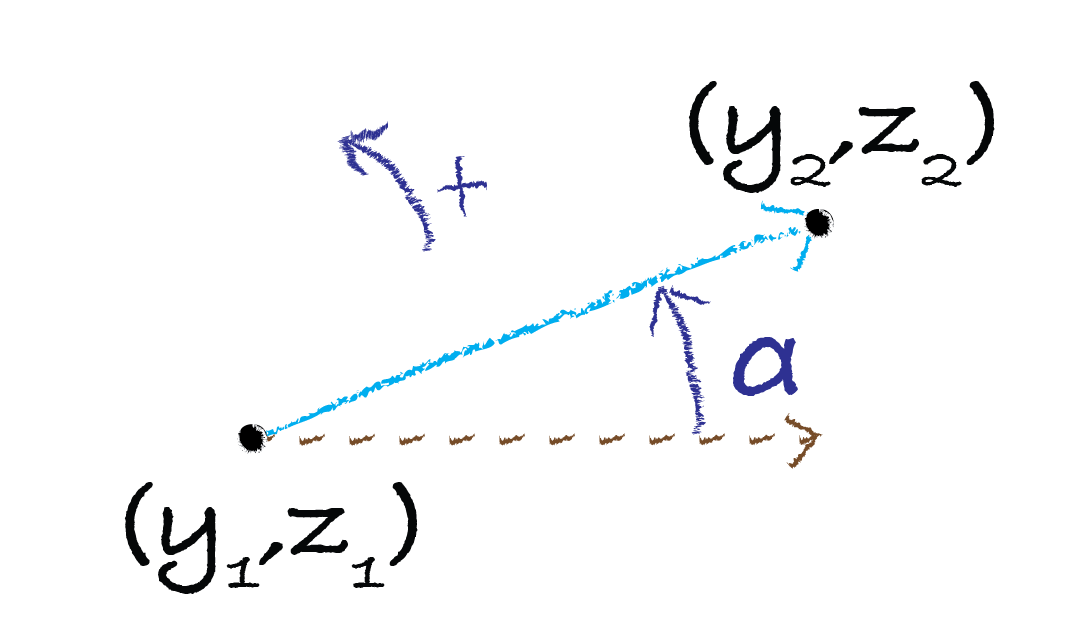 (y₂,z₂)
+
a
(y₁,z₁)